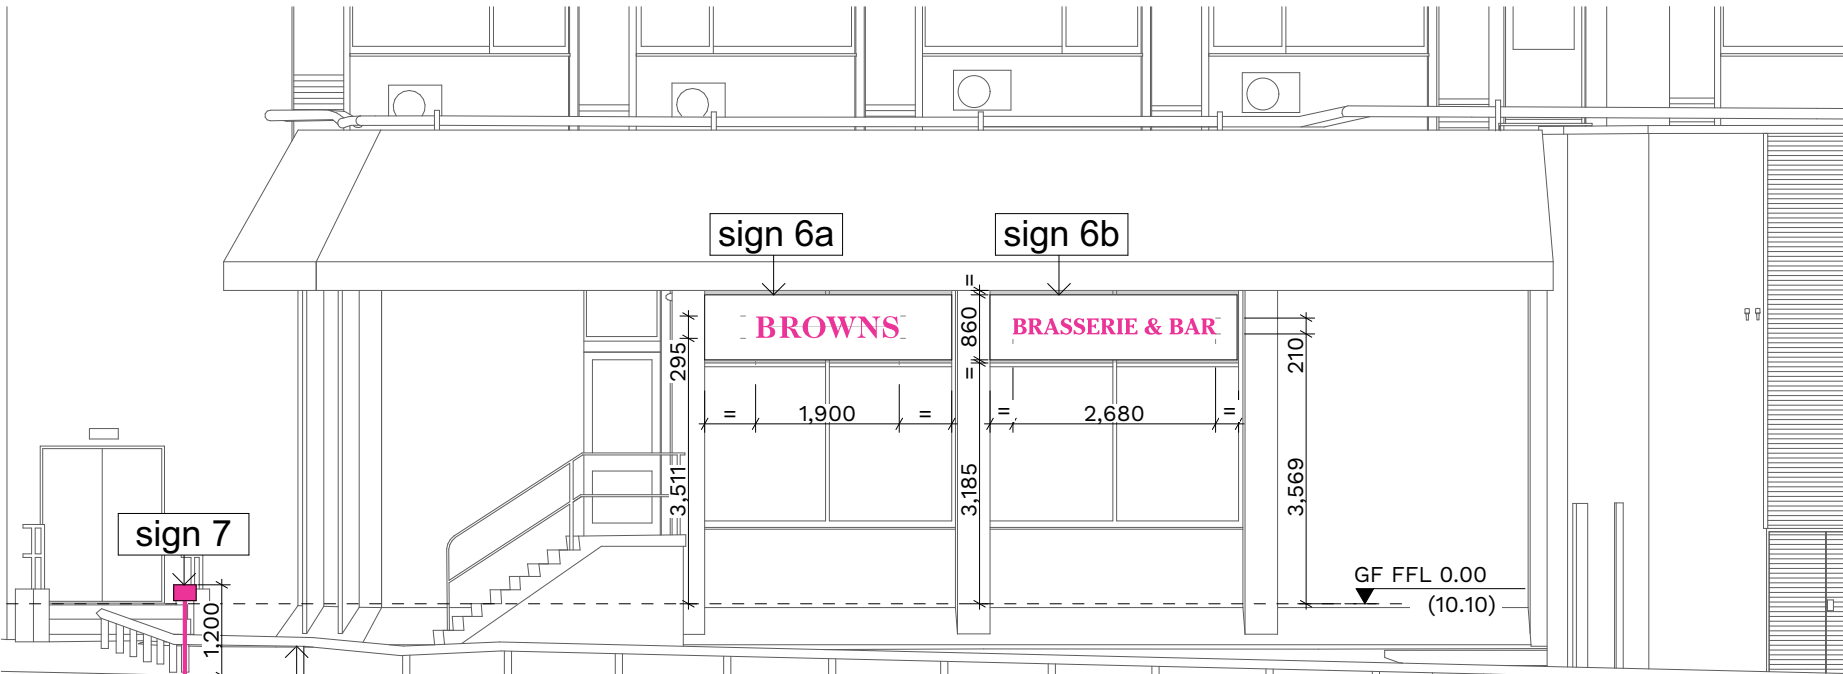 sign 6a
sign 6b
BROWNS
BRASSERIE & BAR
=
860
=
295
210
=
1,900
=
=
2,680
=
3,511
3,185
3,569
sign 7
1,200
GF FFL 0.00
(10.10)